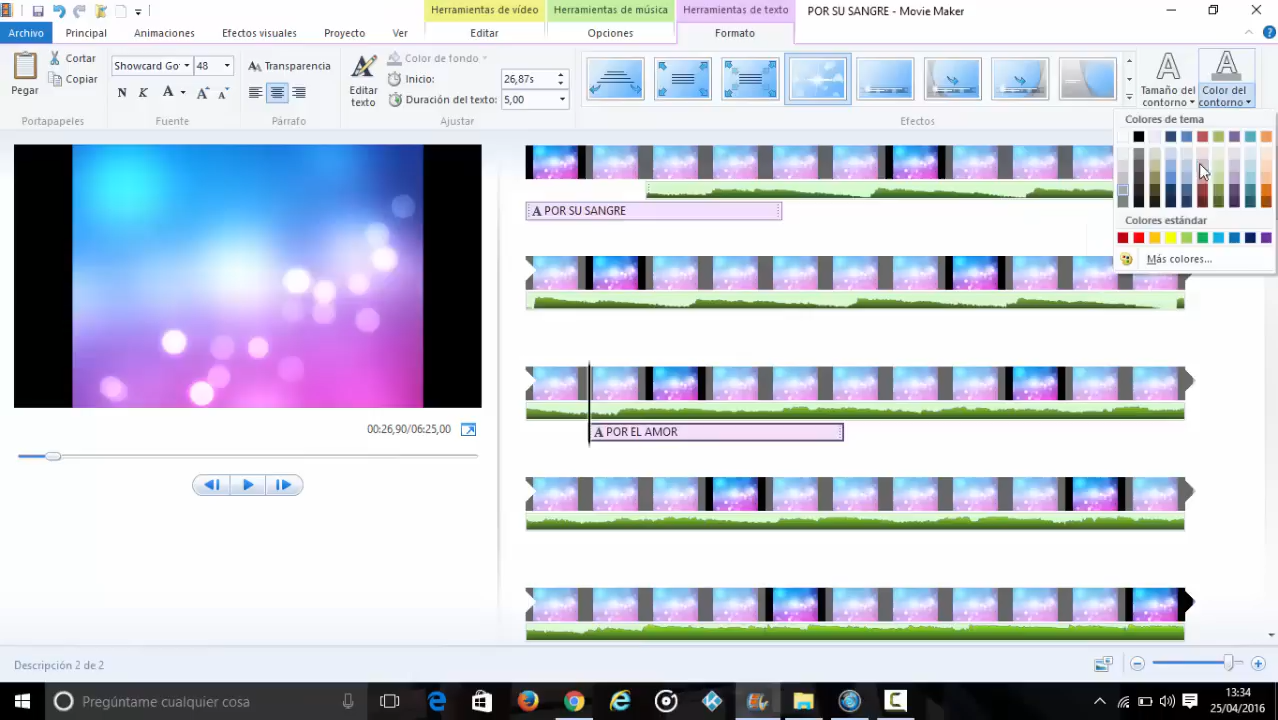 Herramientas de vídeo Herramientas de música Herramientas de texto POR SU SANGRE - Movie Maker
Archivo Principal Animaciones Efectos visuales Proyecto Ver Editar Opciones Formato
Pegar
Cortar
Copiar
Portapapeles
Showcard Go 48
N K A A A
Fuente
Transparencia
Párrafo
Editar texto
Color de fondo
Inicio: 26,87s
Duración del texto: 5,00
Ajustar
Efectos
Tamaño del contorno
Color del contorno
Colores de tema
Colores estándar
Más colores...
A POR SU SANGRE
A POR EL AMOR
00:26,90/06:25,00
Descripción 2 de 2
Pregúntame cualquier cosa
13:34
25/04/2016